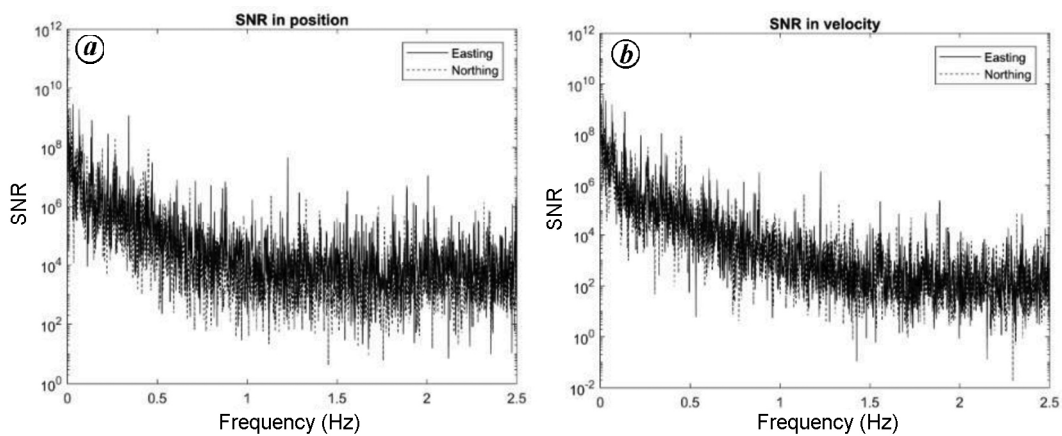 SNR in position
a
Easting
Northing
10^12
10^10
10^8
10^6
10^4
10^2
10^0
SNR
0
0.5
1
1.5
2
2.5
Frequency (Hz)
SNR in velocity
b
Easting
Northing
10^12
10^10
10^8
10^6
10^4
10^2
10^0
10^-2
SNR
0
0.5
1
1.5
2
2.5
Frequency (Hz)